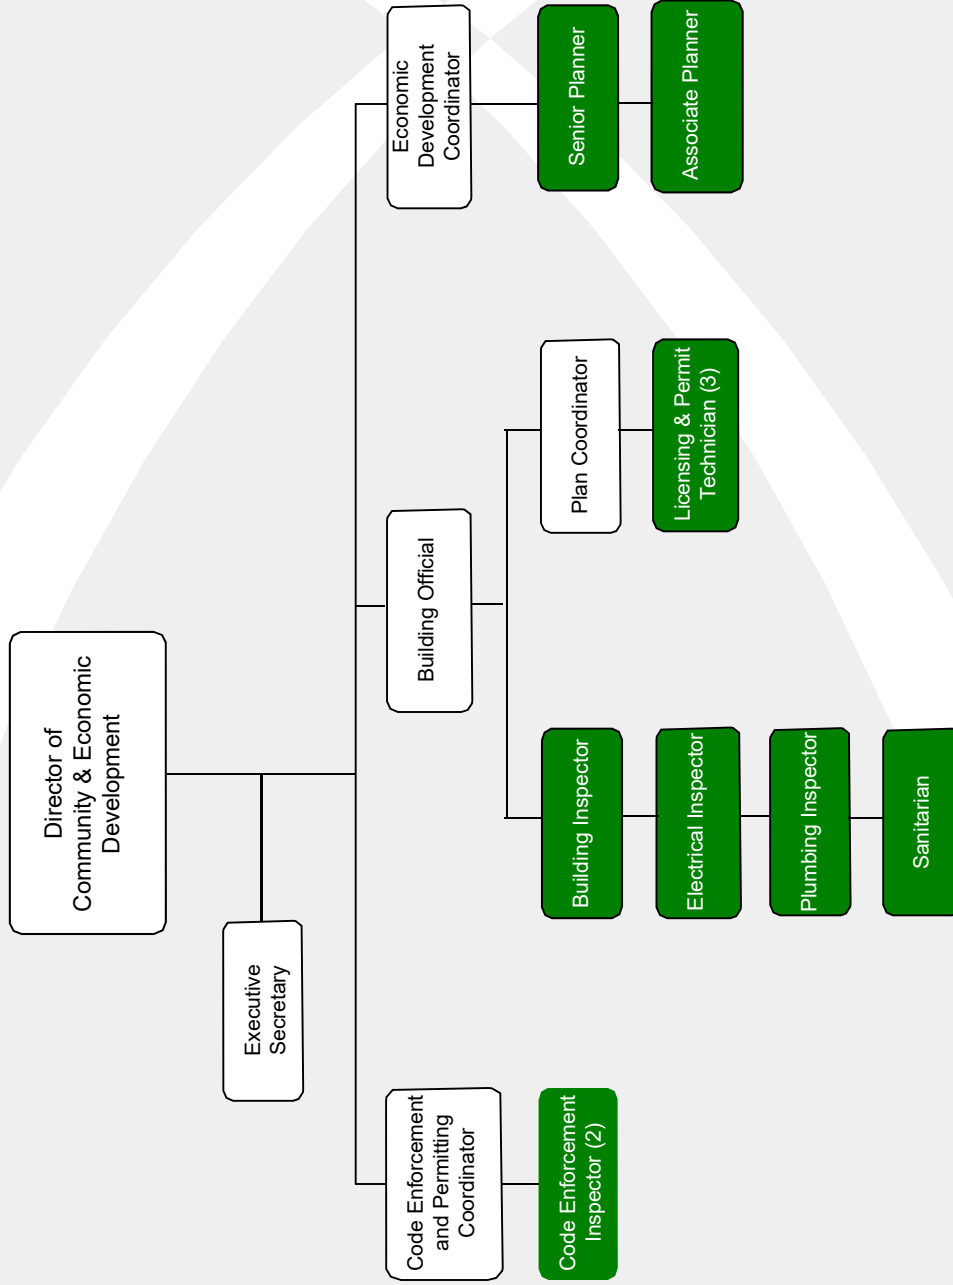 Director of
Community & Economic
Development
Executive
Secretary
Code Enforcement
and Permitting
Coordinator
Code Enforcement
Inspector (2)
Building Official
Building Inspector
Electrical Inspector
Plumbing Inspector
Sanitarian
Plan Coordinator
Licensing & Permit
Technician (3)
Economic
Development
Coordinator
Senior Planner
Associate Planner